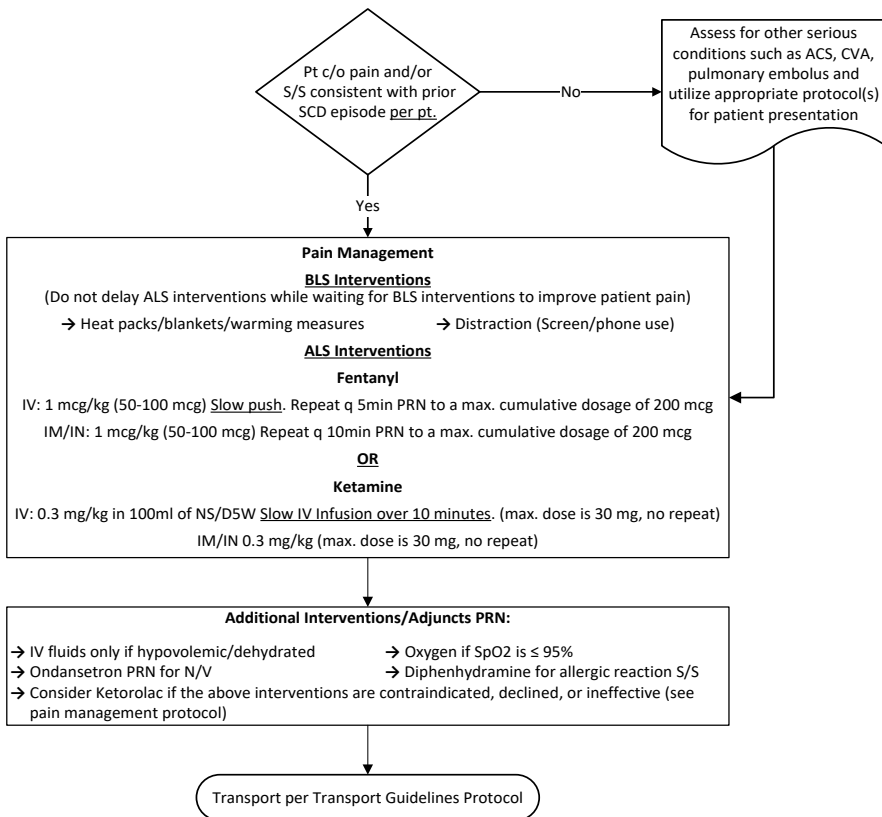 Pt c/o pain and/or
S/S consistent with prior
SCD episode per pt.
No
Assess for other serious
conditions such as ACS, CVA,
pulmonary embolus and
utilize appropriate protocol(s)
for patient presentation
Yes
Pain Management
BLS Interventions
(Do not delay ALS interventions while waiting for BLS interventions to improve patient pain)
→ Heat packs/blankets/warming measures → Distraction (Screen/phone use)
ALS Interventions
Fentanyl
IV: 1 mcg/kg (50-100 mcg) Slow push. Repeat q 5min PRN to a max. cumulative dosage of 200 mcg
IM/IN: 1 mcg/kg (50-100 mcg) Repeat q 10min PRN to a max. cumulative dosage of 200 mcg
OR
Ketamine
IV: 0.3 mg/kg in 100ml of NS/D5W Slow IV Infusion over 10 minutes. (max. dose is 30 mg, no repeat)
IM/IN 0.3 mg/kg (max. dose is 30 mg, no repeat)
Additional Interventions/Adjuncts PRN:
→ IV fluids only if hypovolemic/dehydrated → Oxygen if SpO2 is ≤ 95%
→ Ondansetron PRN for N/V → Diphenhydramine for allergic reaction S/S
→ Consider Ketorolac if the above interventions are contraindicated, declined, or ineffective (see
pain management protocol)
Transport per Transport Guidelines Protocol